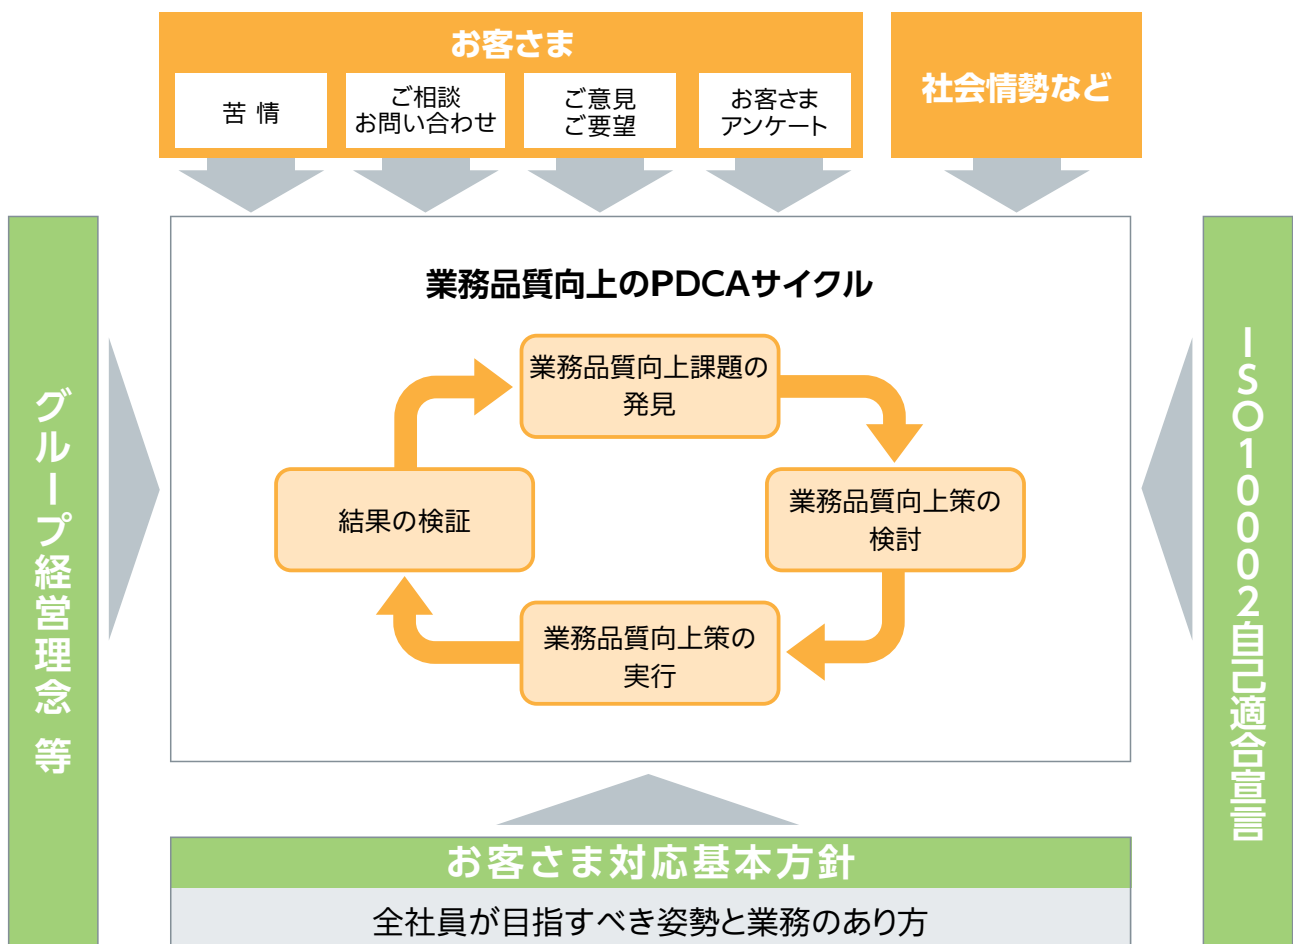 お客さま
苦 情
ご相談
お問い合わせ
ご意見
ご要望
お客さま
アンケート
社会情勢など
グループ経営理念 等
業務品質向上のPDCAサイクル
業務品質向上課題の
発見
業務品質向上策の
検討
業務品質向上策の
実行
結果の検証
ISO10002自己適合宣言
お客さま対応基本方針
全社員が目指すべき姿勢と業務のあり方